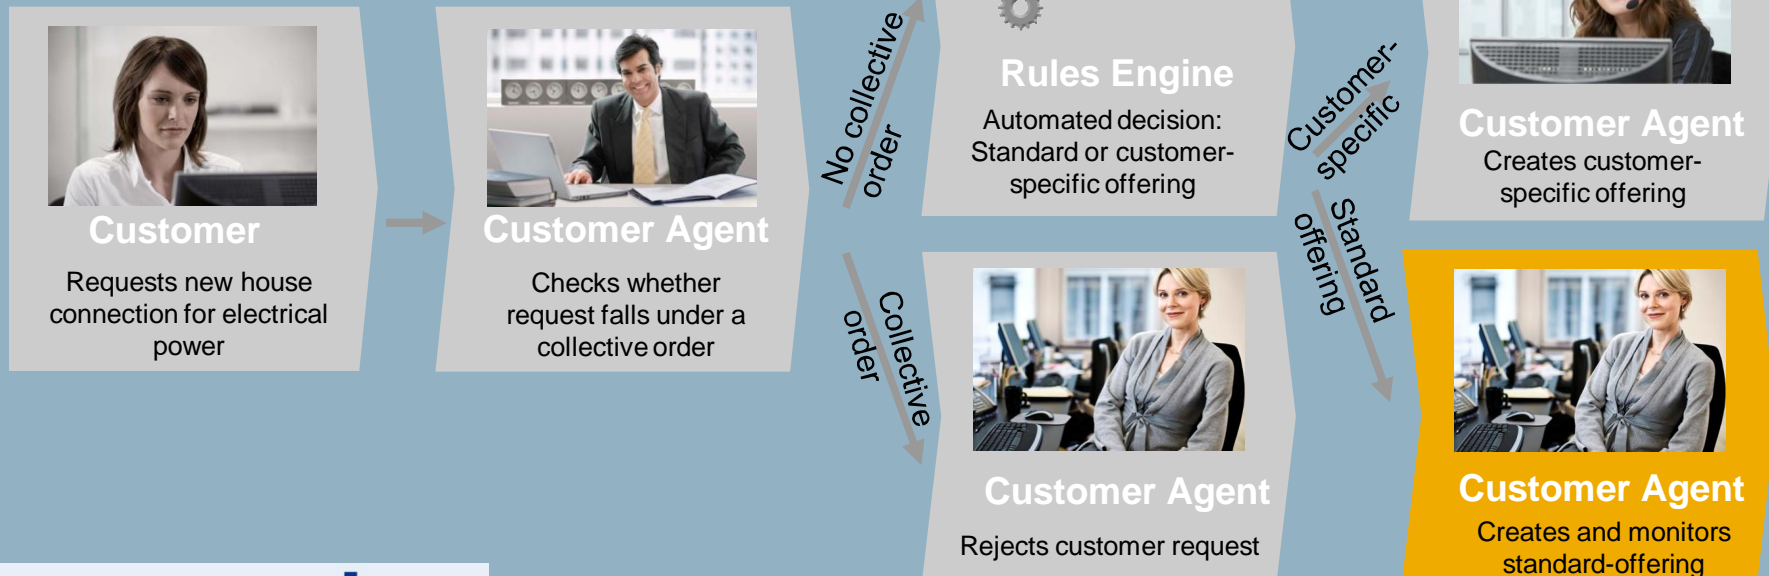 Customer
Requests new house
connection for electrical
power
Customer Agent
Checks whether
request falls under a
collective order
No collective
order
Collective
order
Rules Engine
Automated decision:
Standard or customer-
specific offering
Customer Agent
Rejects customer request
Customer-
specific
Standard
offering
Customer Agent
Creates customer-
specific offering
Customer Agent
Creates and monitors
standard-offering